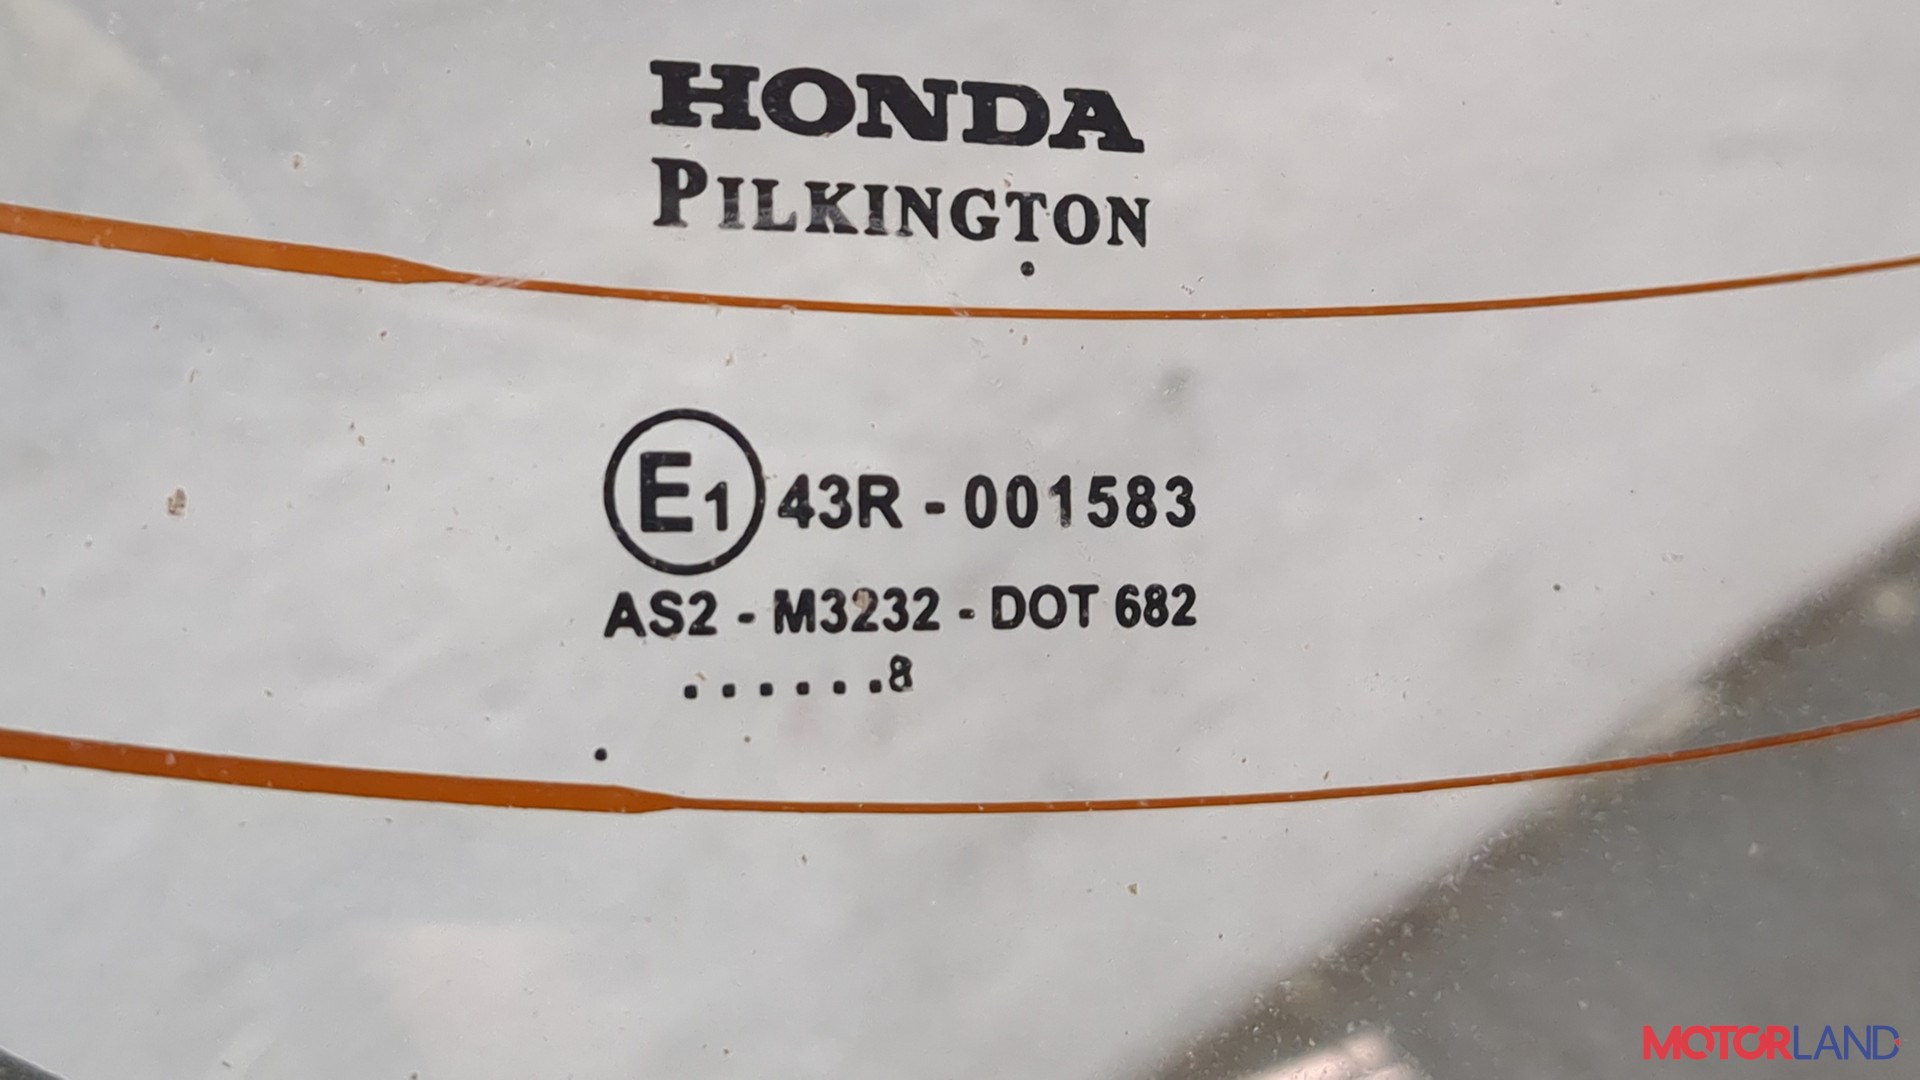 HONDA
PILKINGTON
E1 43R - 001583
AS2 - M3232 - DOT 682
. . . . . .8
MOTORLAND